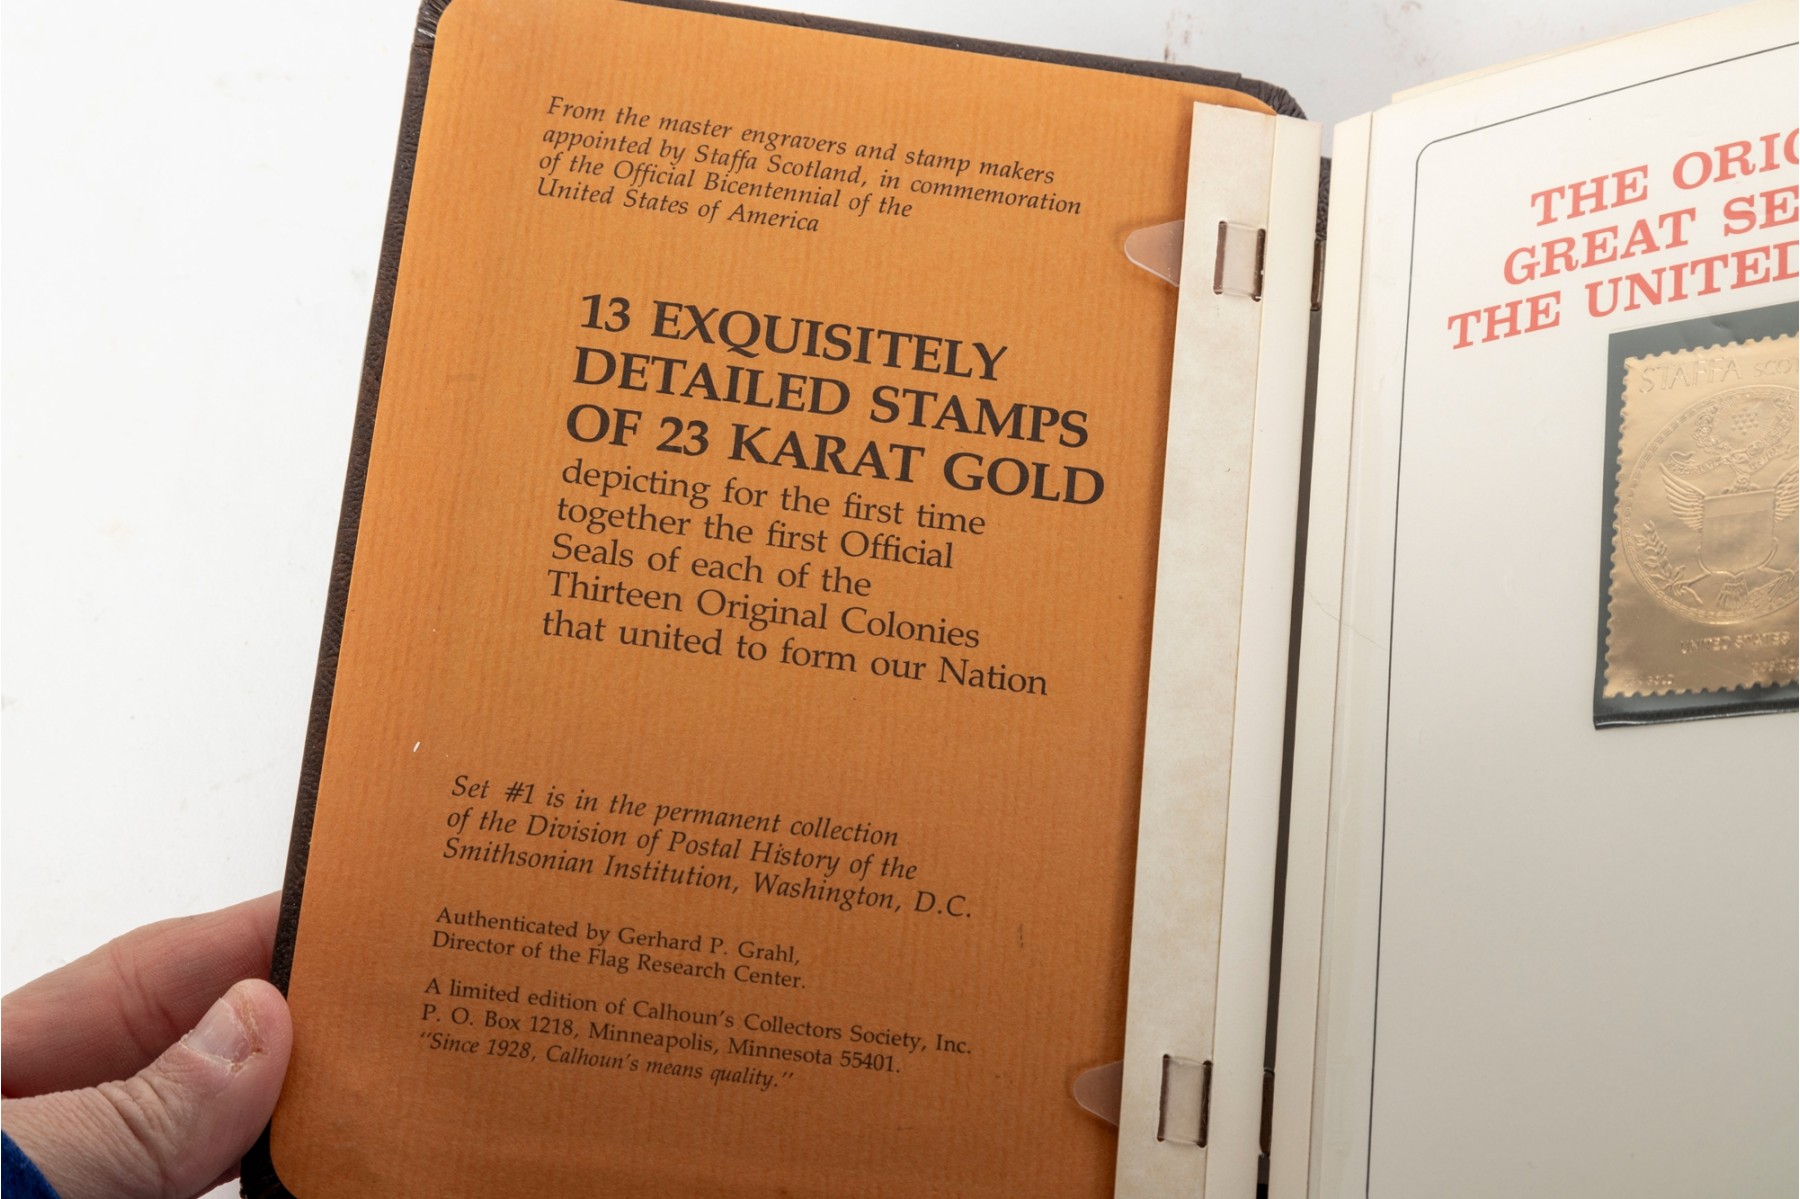 From the master engravers and stamp makers
appointed by Staffa Scotland, in commemoration
of the Official Bicentennial of the
United States of America
13 EXQUISITELY
DETAILED STAMPS
OF 23 KARAT GOLD
depicting for the first time
together the first Official
Seals of each of the
Thirteen Original Colonies
that united to form our Nation
Set #1 is in the permanent collection
of the Division of Postal History of the
Smithsonian Institution, Washington, D.C.
Authenticated by Gerhard P. Grahl,
Director of the Flag Research Center.
A limited edition of Calhoun's Collectors Society, Inc.
P. O. Box 1218, Minneapolis, Minnesota 55401.
"Since 1928, Calhoun's means quality."
THE ORIG
GREAT SE
THE UNITED
STAFFA SCOT
UNITED STATES
GOLD